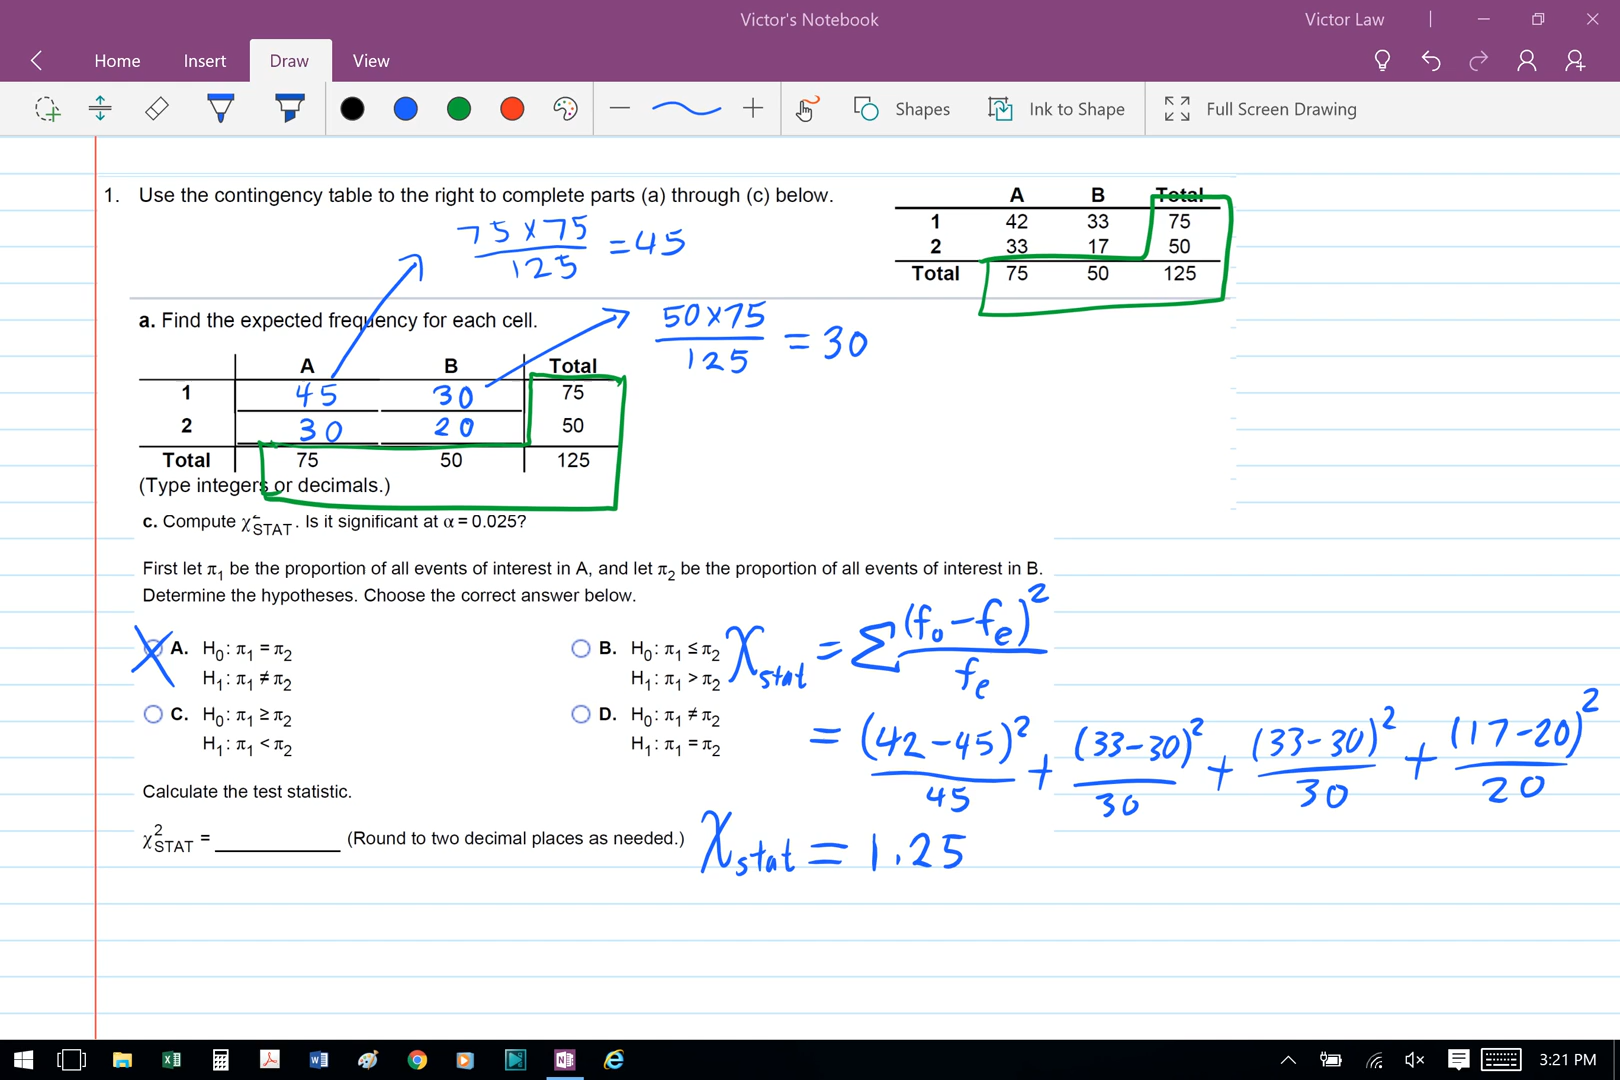 Victor's Notebook
Victor Law
Home Insert Draw View
Shapes Ink to Shape Full Screen Drawing
1. Use the contingency table to the right to complete parts (a) through (c) below.
A B Total
1 42 33 75
2 33 17 50
Total 75 50 125
75 × 75
125
= 45
a. Find the expected frequency for each cell.
50 × 75
125
= 30
A B Total
1 45 30 75
2 30 20 50
Total 75 50 125
(Type integers or decimals.)
c. Compute χ²STAT. Is it significant at α = 0.025?
First let π₁ be the proportion of all events of interest in A, and let π₂ be the proportion of all events of interest in B.
Determine the hypotheses. Choose the correct answer below.
A. H₀: π₁ = π₂
H₁: π₁ ≠ π₂
B. H₀: π₁ ≤ π₂
H₁: π₁ > π₂
C. H₀: π₁ ≥ π₂
H₁: π₁ < π₂
D. H₀: π₁ ≠ π₂
H₁: π₁ = π₂
χstat = Σ (f₀ − fe)² / fe
= (42 − 45)² / 45 + (33 − 30)² / 30 + (33 − 30)² / 30 + (17 − 20)² / 20
Calculate the test statistic.
χ²STAT = ________ (Round to two decimal places as needed.)
χstat = 1.25
3:21 PM